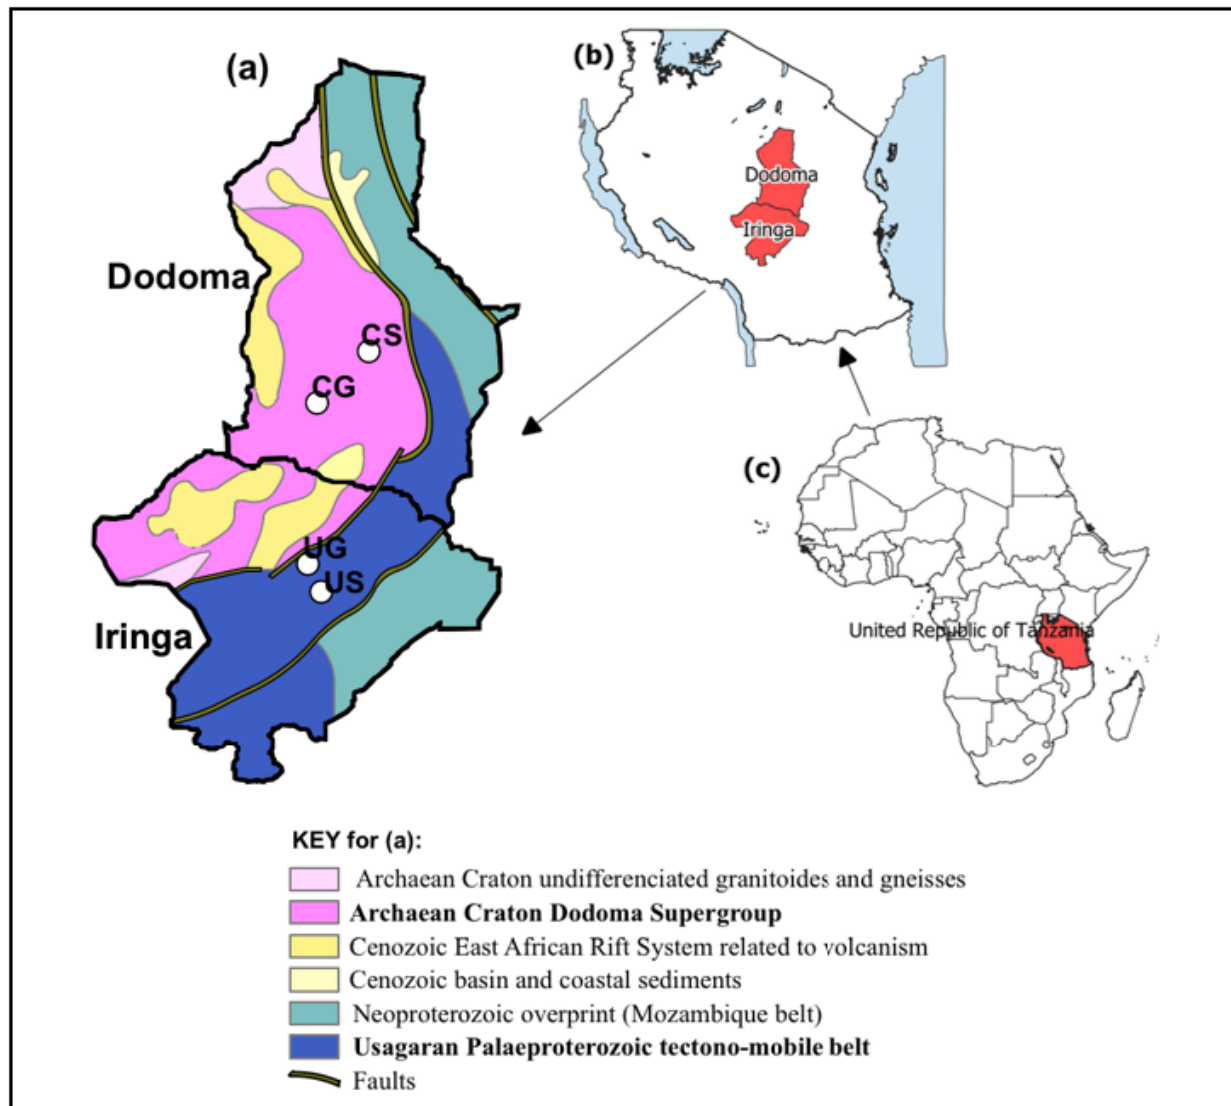 (a)
(b)
Dodoma
Iringa
Dodoma
CS
CG
(c)
UG
US
Iringa
United Republic of Tanzania
KEY for (a):
Archaean Craton undifferenciated granitoides and gneisses
Archaean Craton Dodoma Supergroup
Cenozoic East African Rift System related to volcanism
Cenozoic basin and coastal sediments
Neoproterozoic overprint (Mozambique belt)
Usagaran Palaeproterozoic tectono-mobile belt
Faults